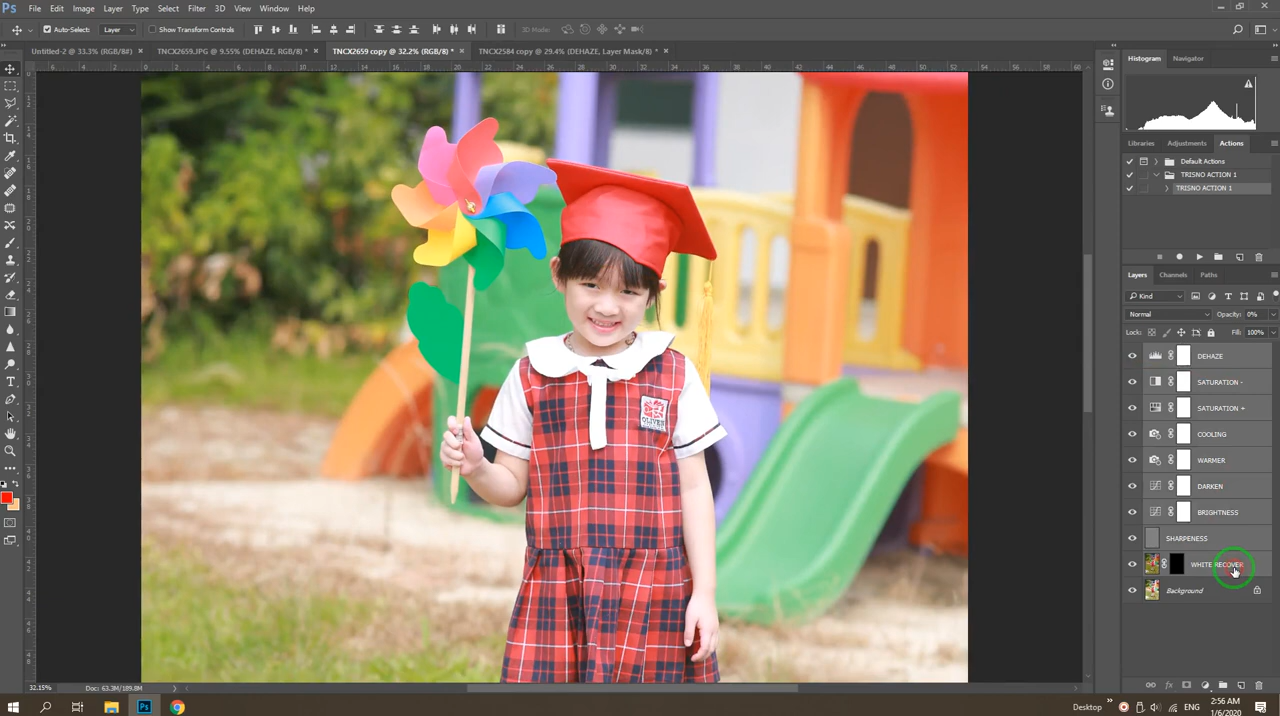 Ps File Edit Image Layer Type Select Filter 3D View Window Help
Auto-Select: Layer Show Transform Controls 3D Mode:
Untitled-2 @ 33.3% (RGB/8#) × TNCX2659.JPG @ 9.55% (DEHAZE, RGB/8) * × TNCX2659 copy @ 32.2% (RGB/8) * × TNCX2584 copy @ 29.4% (DEHAZE, Layer Mask/8) * ×
Histogram Navigator
Libraries Adjustments Actions
Default Actions
TRISNO ACTION 1
TRISNO ACTION 1
Layers Channels Paths
Kind
Normal Opacity: 0%
Lock: Fill: 100%
DEHAZE
SATURATION -
SATURATION +
COOLING
WARMER
DARKEN
BRIGHTNESS
SHARPENESS
WHITE RECOVER
Background
32.15% Doc: 63.3M/189.8M
Desktop » ENG 2:56 AM
1/6/2020